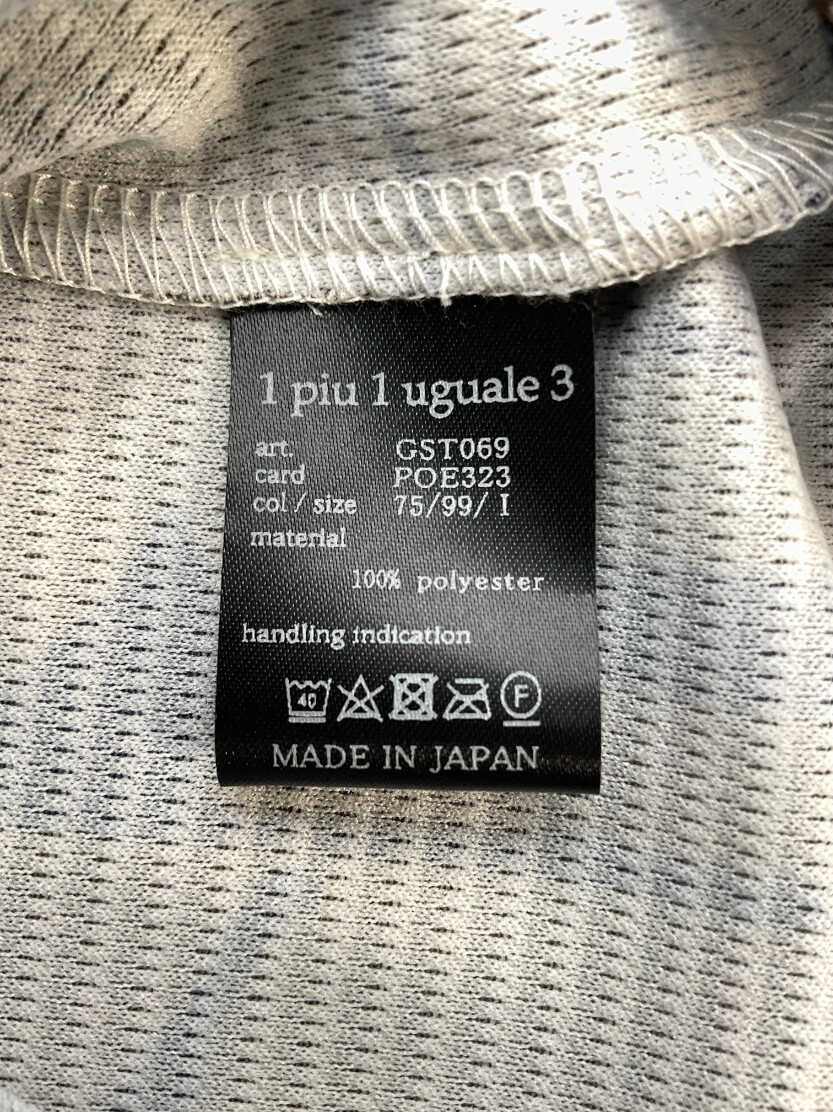 1 piu 1 uguale 3
art. GST069
card POE323
col / size 75/99/ I
material
100% polyester
handling indication
40 F
MADE IN JAPAN